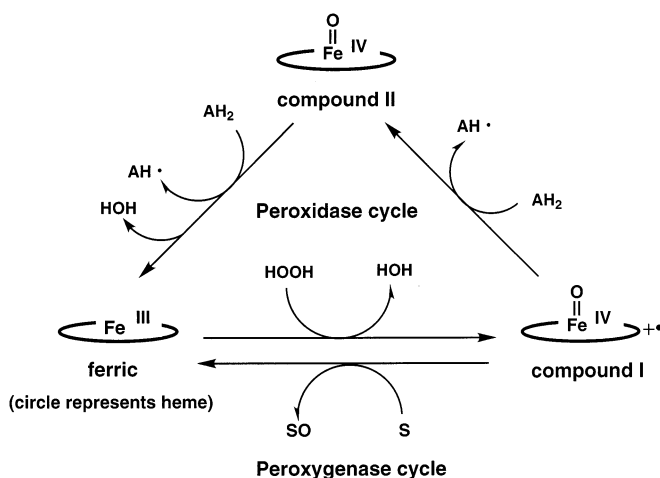 O
Fe IV
compound II
AH2
AH •
AH •
HOH
AH2
Peroxidase cycle
HOOH
HOH
O
Fe III
Fe IV +•
ferric
compound I
(circle represents heme)
SO
S
Peroxygenase cycle